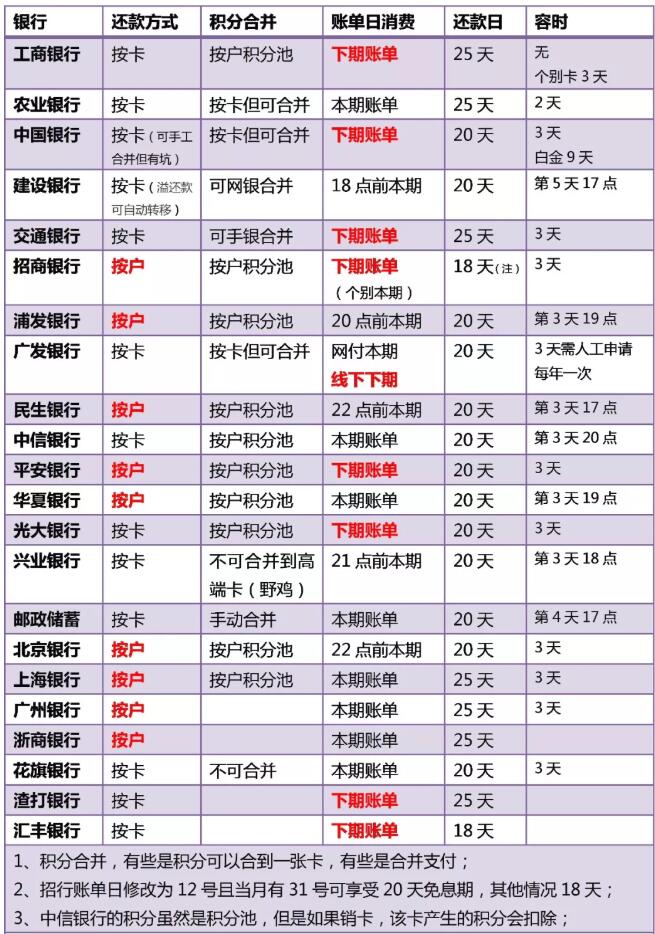 银行 还款方式 积分合并 账单日消费 还款日 容时
工商银行 按卡 按户积分池 下期账单 25 天 无
个别卡 3 天
农业银行 按卡 按卡但可合并 本期账单 25 天 2 天
中国银行 按卡（可手工 按卡但可合并 下期账单 20 天 3 天
合并但有坑） 白金 9 天
建设银行 按卡（溢还款 可网银合并 18 点前本期 20 天 第 5 天 17 点
可自动转移）
交通银行 按卡 可手银合并 下期账单 25 天 3 天
招商银行 按户 按户积分池 下期账单 18 天（注） 3 天
（个别本期）
浦发银行 按户 按户积分池 20 点前本期 20 天 第 3 天 19 点
广发银行 按卡 按卡但可合并 网付本期 20 天 3 天需人工申请
线下下期 每年一次
民生银行 按户 按户积分池 22 点前本期 20 天 第 3 天 17 点
中信银行 按卡 按户积分池 本期账单 20 天 第 3 天 20 点
平安银行 按户 按户积分池 下期账单 20 天 3 天
华夏银行 按户 按户积分池 本期账单 20 天 第 3 天 19 点
光大银行 按卡 按户积分池 下期账单 20 天 3 天
兴业银行 按卡 不可合并到高 21 点前本期 20 天 第 3 天 18 点
端卡（野鸡）
邮政储蓄 按卡 手动合并 本期账单 20 天 第 4 天 17 点
北京银行 按户 按户积分池 22 点前本期 20 天 3 天
上海银行 按户 按户积分池 本期账单 25 天 3 天
广州银行 按户 本期账单 25 天 3 天
浙商银行 按户 本期账单 25 天
花旗银行 按卡 不可合并 本期账单 20 天 3 天
渣打银行 按卡 下期账单 25 天
汇丰银行 按卡 下期账单 18 天
1、积分合并，有些是积分可以合到一张卡，有些是合并支付；
2、招行账单日修改为 12 号且当月有 31 号可享受 20 天免息期，其他情况 18 天；
3、中信银行的积分虽然是积分池，但是如果销卡，该卡产生的积分会扣除；